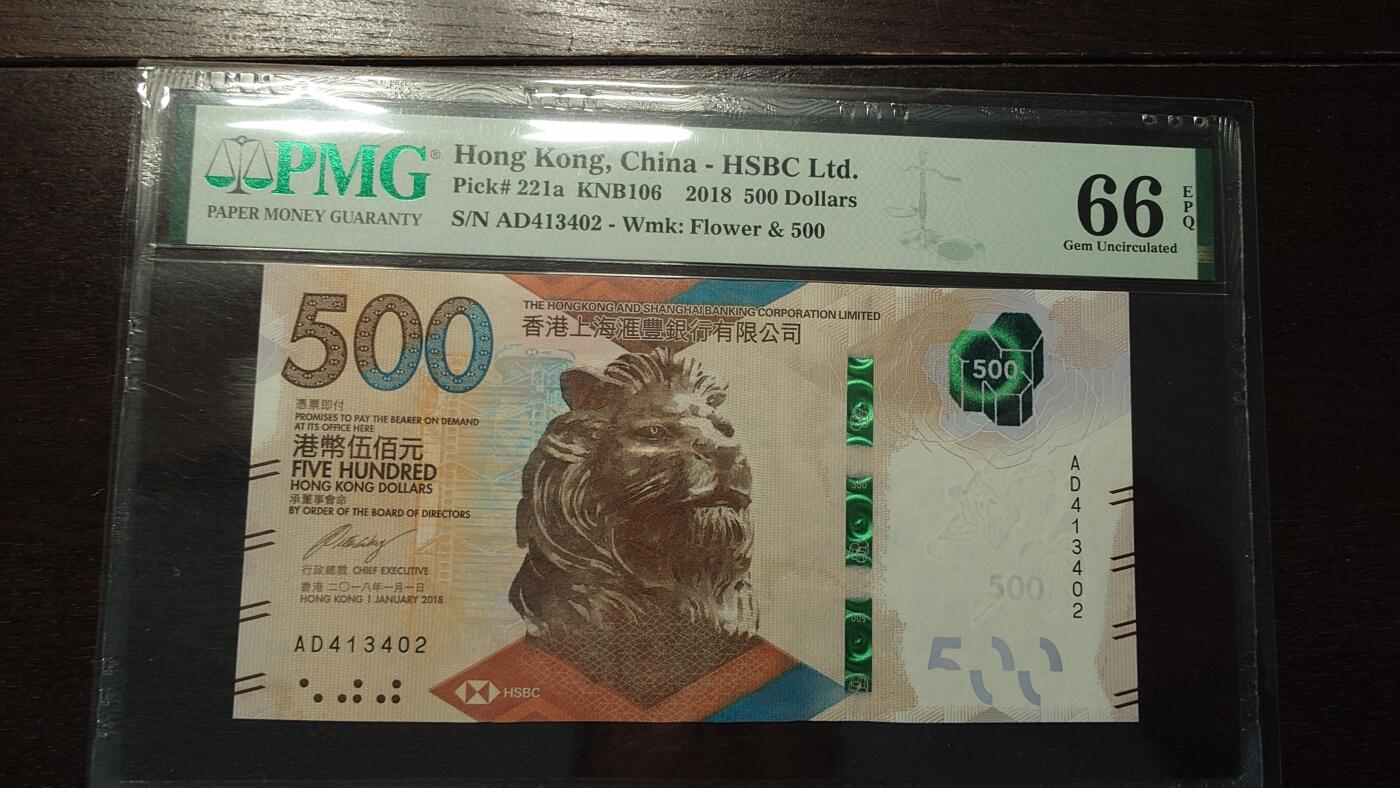 PMG®
PAPER MONEY GUARANTY
Hong Kong, China - HSBC Ltd.
Pick# 221a KNB106 2018 500 Dollars
S/N AD413402 - Wmk: Flower & 500
66
EPQ
Gem Uncirculated
500
THE HONGKONG AND SHANGHAI BANKING CORPORATION LIMITED
香港上海滙豐銀行有限公司
憑票即付
PROMISES TO PAY THE BEARER ON DEMAND
AT ITS OFFICE HERE
港幣伍佰元
FIVE HUNDRED
HONG KONG DOLLARS
承董事會命
BY ORDER OF THE BOARD OF DIRECTORS
行政總裁 CHIEF EXECUTIVE
香港 二〇一八年一月一日
HONG KONG 1 JANUARY 2018
AD413402
HSBC
500
500
500
500
AD413402
500